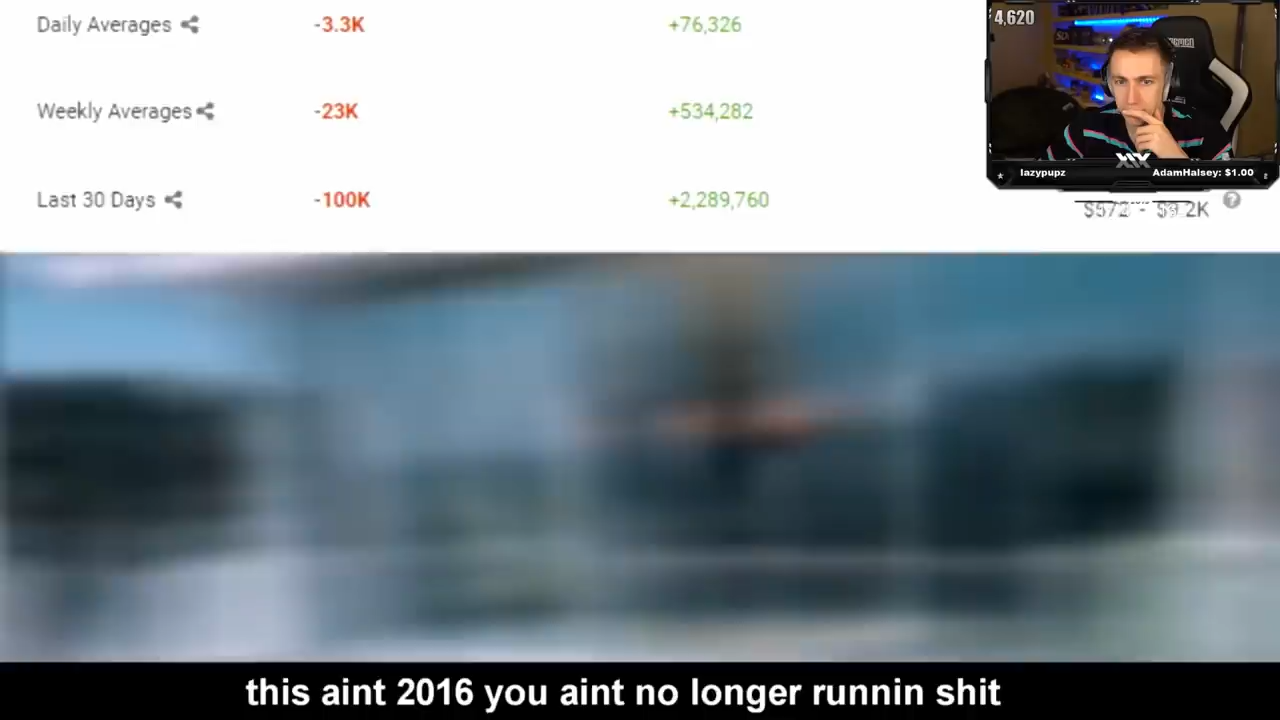 Daily Averages -3.3K +76,326
4,620
Weekly Averages -23K +534,282
lazypupz AdamHalsey: $1.00
Last 30 Days -100K +2,289,760
this aint 2016 you aint no longer runnin shit